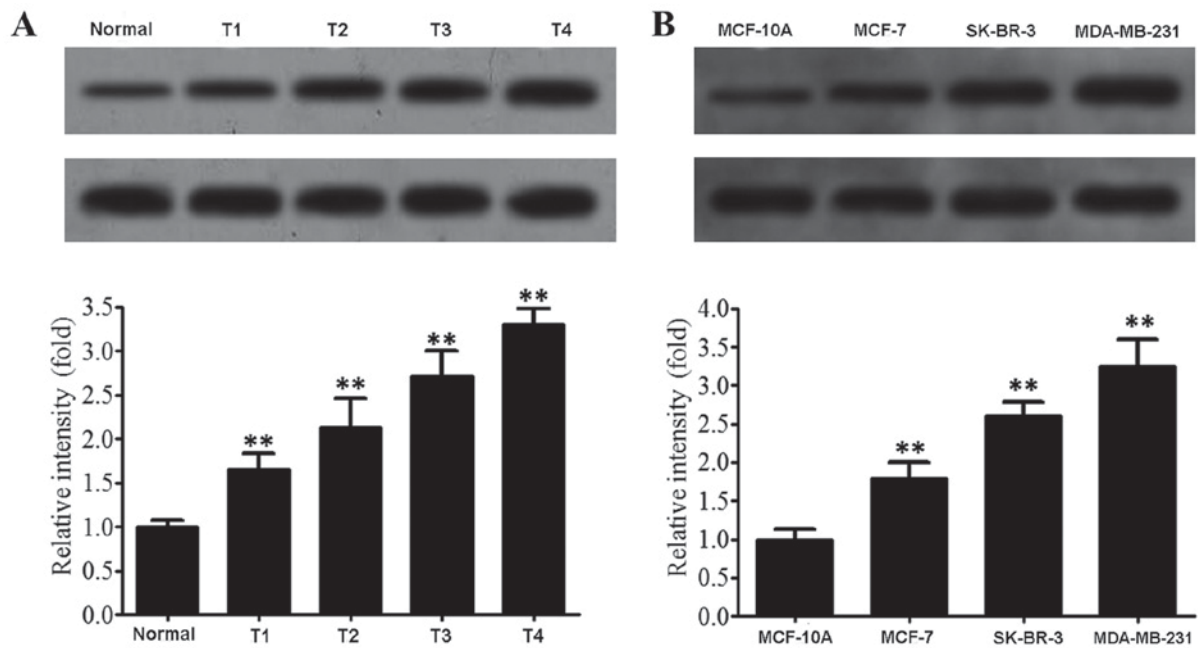 A
Normal T1 T2 T3 T4
Relative intensity (fold)
3.5
3.0
2.5
2.0
1.5
1.0
0.5
0.0
** ** ** **
Normal T1 T2 T3 T4
B
MCF-10A MCF-7 SK-BR-3 MDA-MB-231
Relative intensity (fold)
4.0
3.5
3.0
2.5
2.0
1.5
1.0
0.5
0.0
** ** **
MCF-10A MCF-7 SK-BR-3 MDA-MB-231